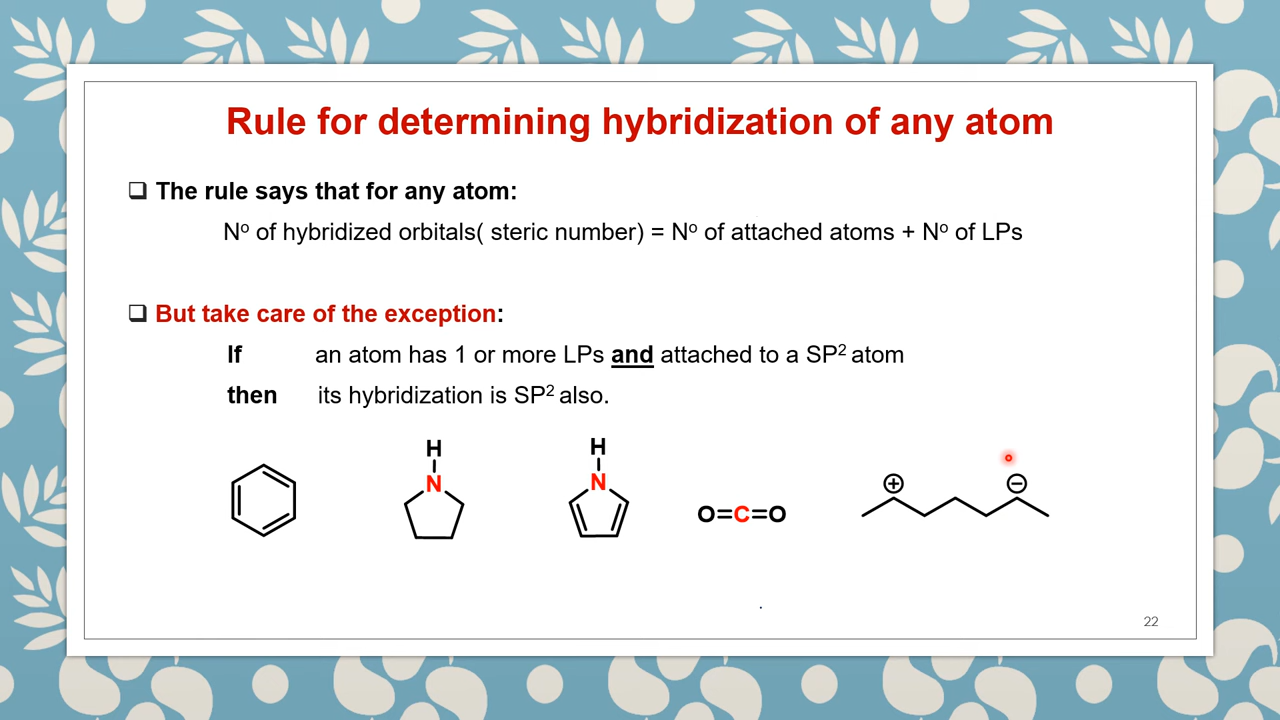 Rule for determining hybridization of any atom
❑ The rule says that for any atom:
Nº of hybridized orbitals( steric number) = Nº of attached atoms + Nº of LPs
❑ But take care of the exception:
If an atom has 1 or more LPs and attached to a SP² atom
then its hybridization is SP² also.
H
N
H
N
O=C=O
⊕
⊖
22